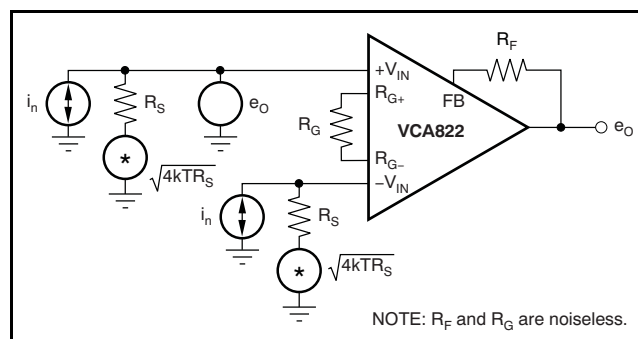 R_F
+V_IN
i_n
R_S
e_O
R_G+
FB
R_G
VCA822
e_O
*
√4kTR_S
R_G–
–V_IN
i_n
R_S
*
√4kTR_S
NOTE: R_F and R_G are noiseless.